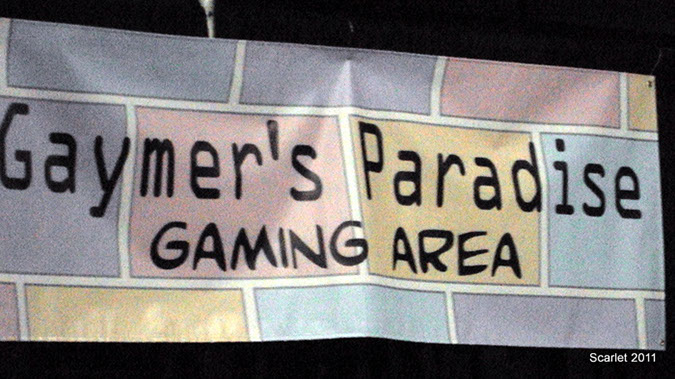 Gaymer's Paradise
GAMING AREA
Scarlet 2011